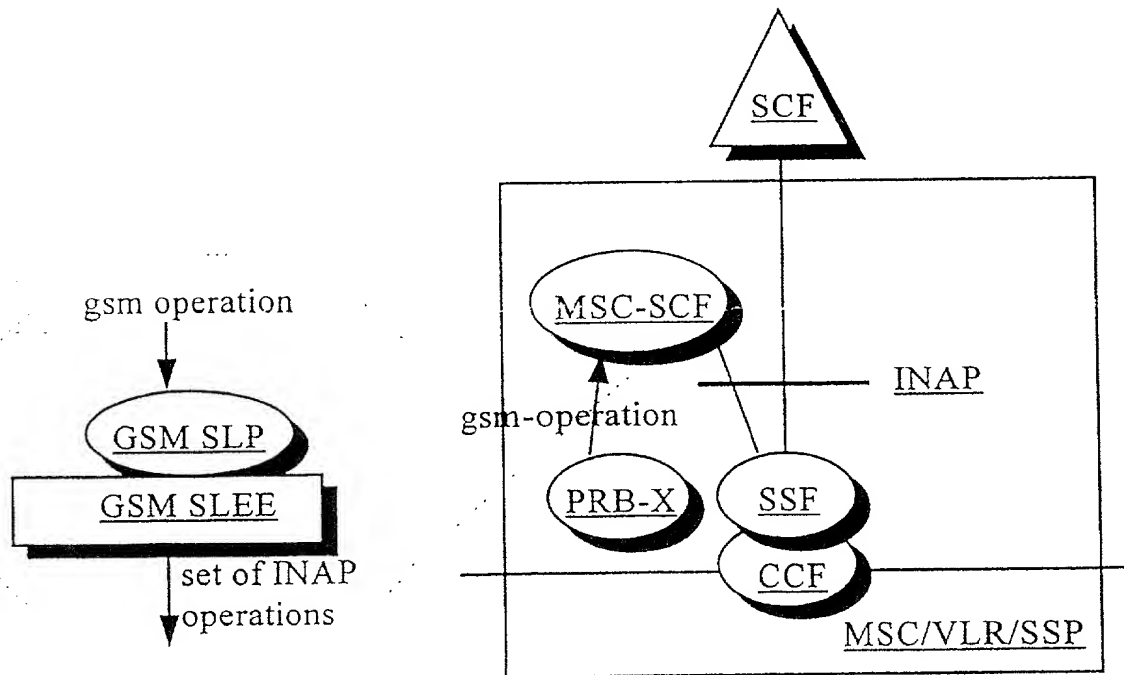 gsm operation
GSM SLP
GSM SLEE
set of INAP
operations
SCF
MSC-SCF
INAP
gsm-operation
PRB-X
SSF
CCF
MSC/VLR/SSP